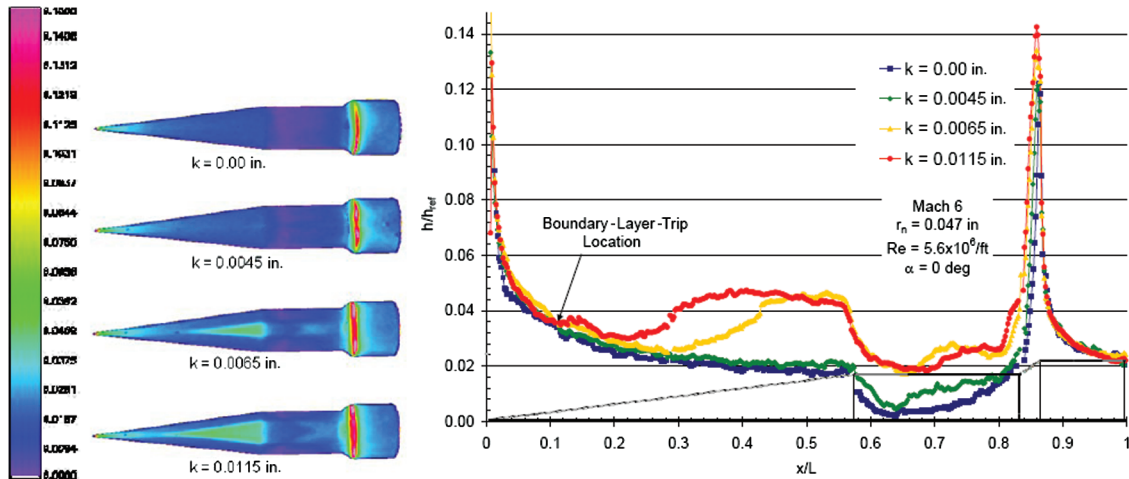 k = 0.00 in.
k = 0.0045 in.
k = 0.0065 in.
k = 0.0115 in.
0.14
0.12
0.10
0.08
0.06
0.04
0.02
0.00
h/h_ref
k = 0.00 in.
k = 0.0045 in.
k = 0.0065 in.
k = 0.0115 in.
Mach 6
rₙ = 0.047 in
Re = 5.6x10⁶/ft
α = 0 deg
Boundary-Layer-Trip
Location
0 0.1 0.2 0.3 0.4 0.5 0.6 0.7 0.8 0.9 1
x/L